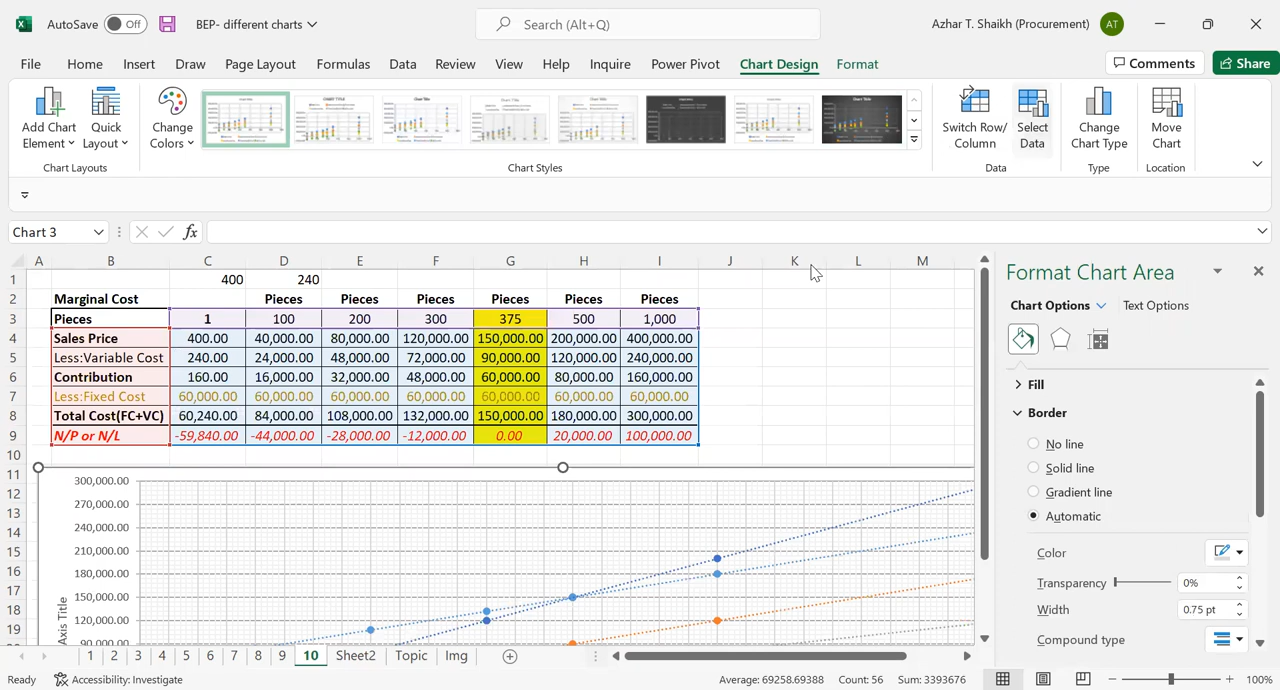 AutoSave Off BEP- different charts Search (Alt+Q) Azhar T. Shaikh (Procurement) AT
File Home Insert Draw Page Layout Formulas Data Review View Help Inquire Power Pivot Chart Design Format Comments Share
Add Chart Element
Quick Layout
Change Colors
Switch Row/ Column
Select Data
Change Chart Type
Move Chart
Chart Layouts Chart Styles Data Type Location
Chart 3 fx
A B C D E F G H I J K L M
1 400 240
2 Marginal Cost Pieces Pieces Pieces Pieces Pieces Pieces
3 Pieces 1 100 200 300 375 500 1,000
4 Sales Price 400.00 40,000.00 80,000.00 120,000.00 150,000.00 200,000.00 400,000.00
5 Less:Variable Cost 240.00 24,000.00 48,000.00 72,000.00 90,000.00 120,000.00 240,000.00
6 Contribution 160.00 16,000.00 32,000.00 48,000.00 60,000.00 80,000.00 160,000.00
7 Less:Fixed Cost 60,000.00 60,000.00 60,000.00 60,000.00 60,000.00 60,000.00 60,000.00
8 Total Cost(FC+VC) 60,240.00 84,000.00 108,000.00 132,000.00 150,000.00 180,000.00 300,000.00
9 N/P or N/L -59,840.00 -44,000.00 -28,000.00 -12,000.00 0.00 20,000.00 100,000.00
10
11 300,000.00
12 270,000.00
13 240,000.00
14
15 210,000.00
16 180,000.00
17 150,000.00
18 120,000.00
19 90,000.00
Axis Title
Format Chart Area
Chart Options Text Options
Fill
Border
No line
Solid line
Gradient line
Automatic
Color
Transparency 0%
Width 0.75 pt
Compound type
1 2 3 4 5 6 7 8 9 10 Sheet2 Topic Img
Ready Accessibility: Investigate Average: 69258.69388 Count: 56 Sum: 3393676 100%